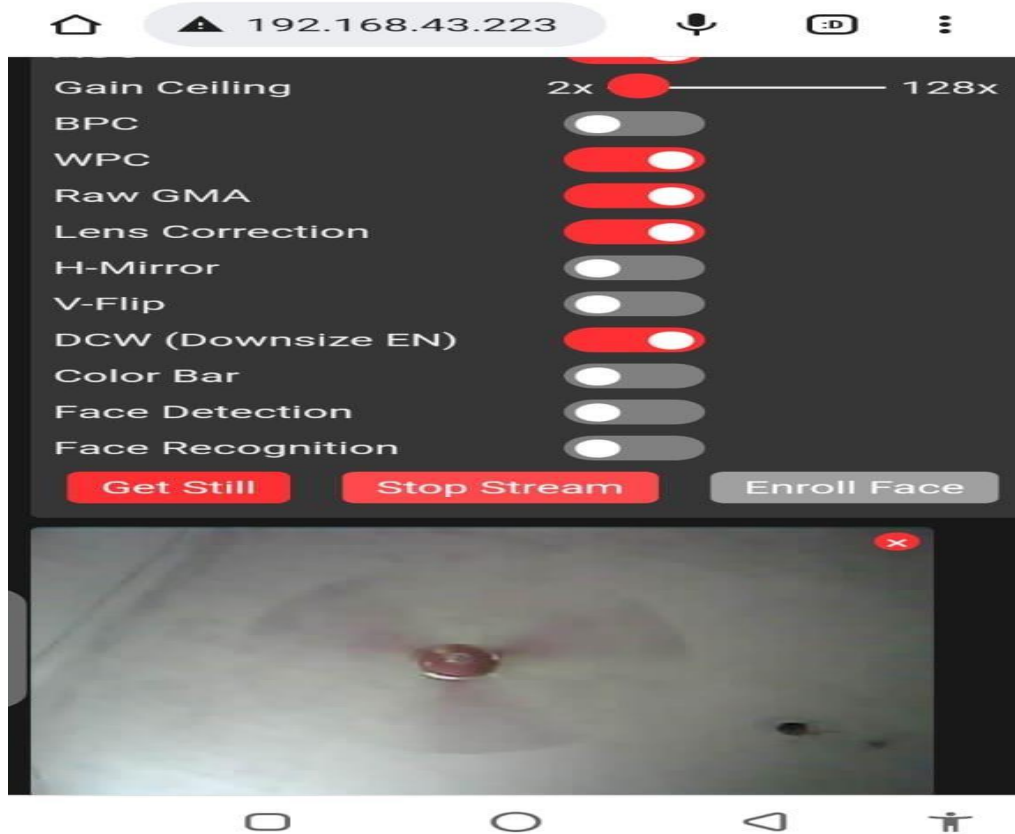 192.168.43.223 :D
Gain Ceiling 2x 128x
BPC
WPC
Raw GMA
Lens Correction
H-Mirror
V-Flip
DCW (Downsize EN)
Color Bar
Face Detection
Face Recognition
Get Still Stop Stream Enroll Face